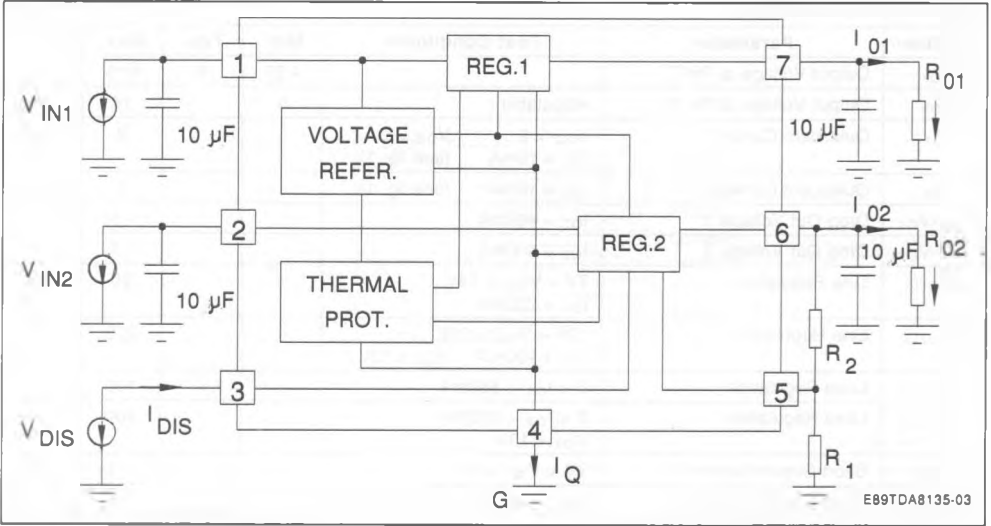 1
REG.1
7
I 01
R 01
V IN1
10 µF
VOLTAGE
REFER.
10 µF
2
REG.2
6
I 02
10 µF
R 02
V IN2
10 µF
THERMAL
PROT.
R 2
3
5
I DIS
V DIS
4
I Q
G
R 1
E89TDA8135-03